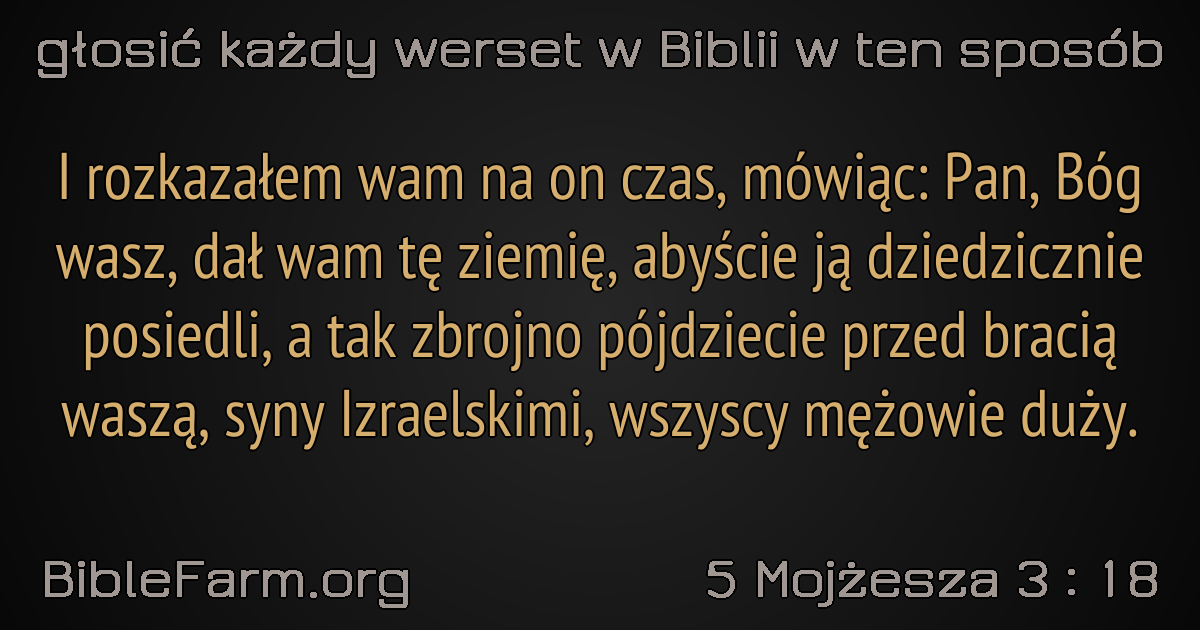 głosić każdy werset w Biblii w ten sposób
I rozkazałem wam na on czas, mówiąc: Pan, Bóg
wasz, dał wam tę ziemię, abyście ją dziedzicznie
posiedli, a tak zbrojno pójdziecie przed bracią
waszą, syny Izraelskimi, wszyscy mężowie duży.
BibleFarm.org
5 Mojżesza 3 : 18